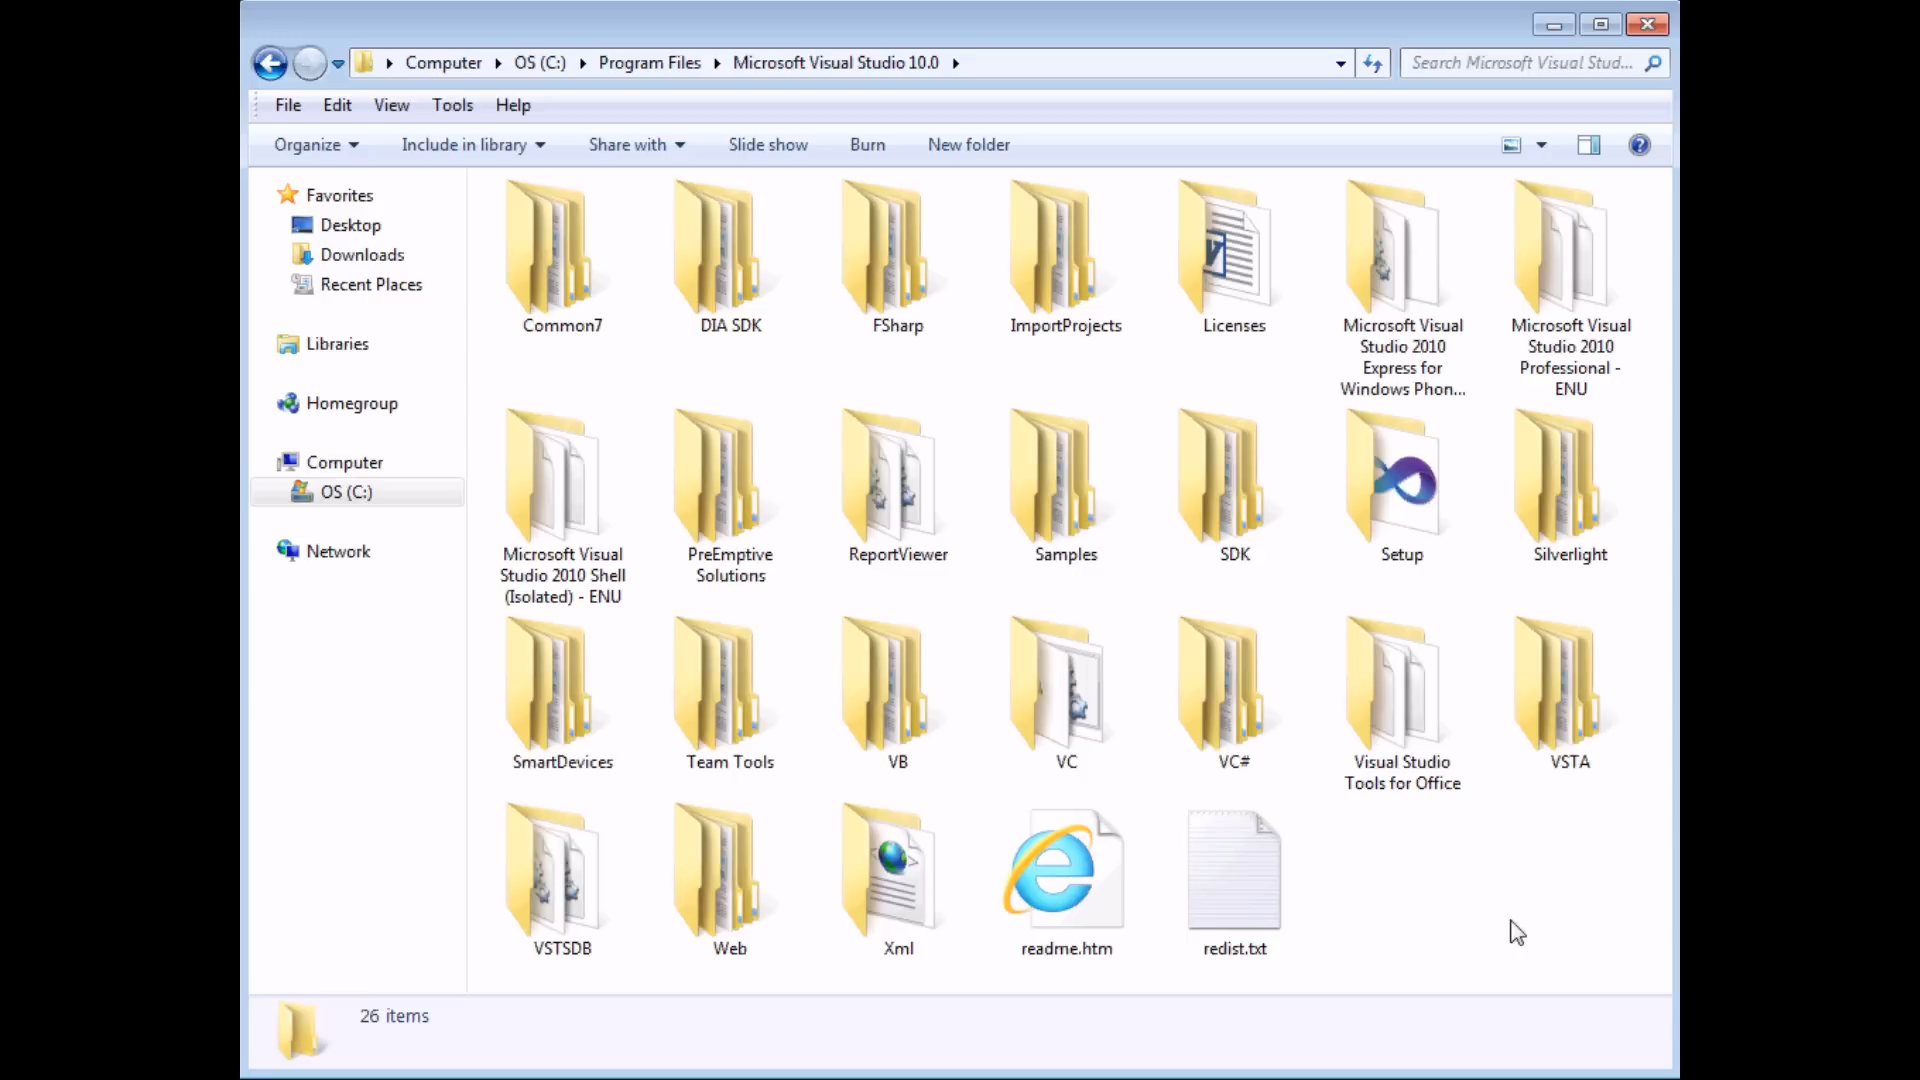 Computer OS (C:) Program Files Microsoft Visual Studio 10.0
Search Microsoft Visual Stud...
File Edit View Tools Help
Organize Include in library Share with Slide show Burn New folder
Favorites
Desktop
Downloads
Recent Places
Libraries
Homegroup
Computer
OS (C:)
Network
Common7
DIA SDK
FSharp
ImportProjects
Licenses
Microsoft Visual
Studio 2010
Express for
Windows Phon...
Microsoft Visual
Studio 2010
Professional -
ENU
Microsoft Visual
Studio 2010 Shell
(Isolated) - ENU
PreEmptive
Solutions
ReportViewer
Samples
SDK
Setup
Silverlight
SmartDevices
Team Tools
VB
VC
VC#
Visual Studio
Tools for Office
VSTA
VSTSDB
Web
Xml
readme.htm
redist.txt
26 items